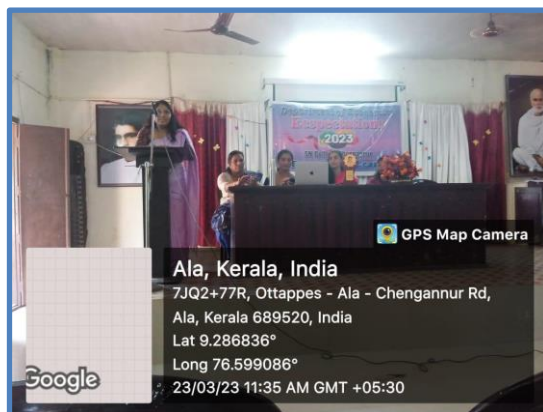 2023
GPS Map Camera
Ala, Kerala, India
7JQ2+77R, Ottappes - Ala - Chengannur Rd,
Ala, Kerala 689520, India
Lat 9.286836°
Long 76.599086°
23/03/23 11:35 AM GMT +05:30
Google